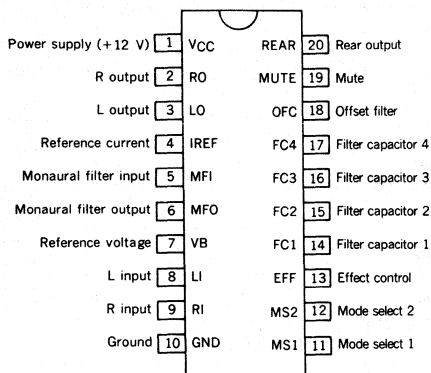 Power supply (+12 V) 1 VCC REAR 20 Rear output
R output 2 RO MUTE 19 Mute
L output 3 LO OFC 18 Offset filter
Reference current 4 IREF FC4 17 Filter capacitor 4
Monaural filter input 5 MFI FC3 16 Filter capacitor 3
Monaural filter output 6 MFO FC2 15 Filter capacitor 2
Reference voltage 7 VB FC1 14 Filter capacitor 1
L input 8 LI EFF 13 Effect control
R input 9 RI MS2 12 Mode select 2
Ground 10 GND MS1 11 Mode select 1